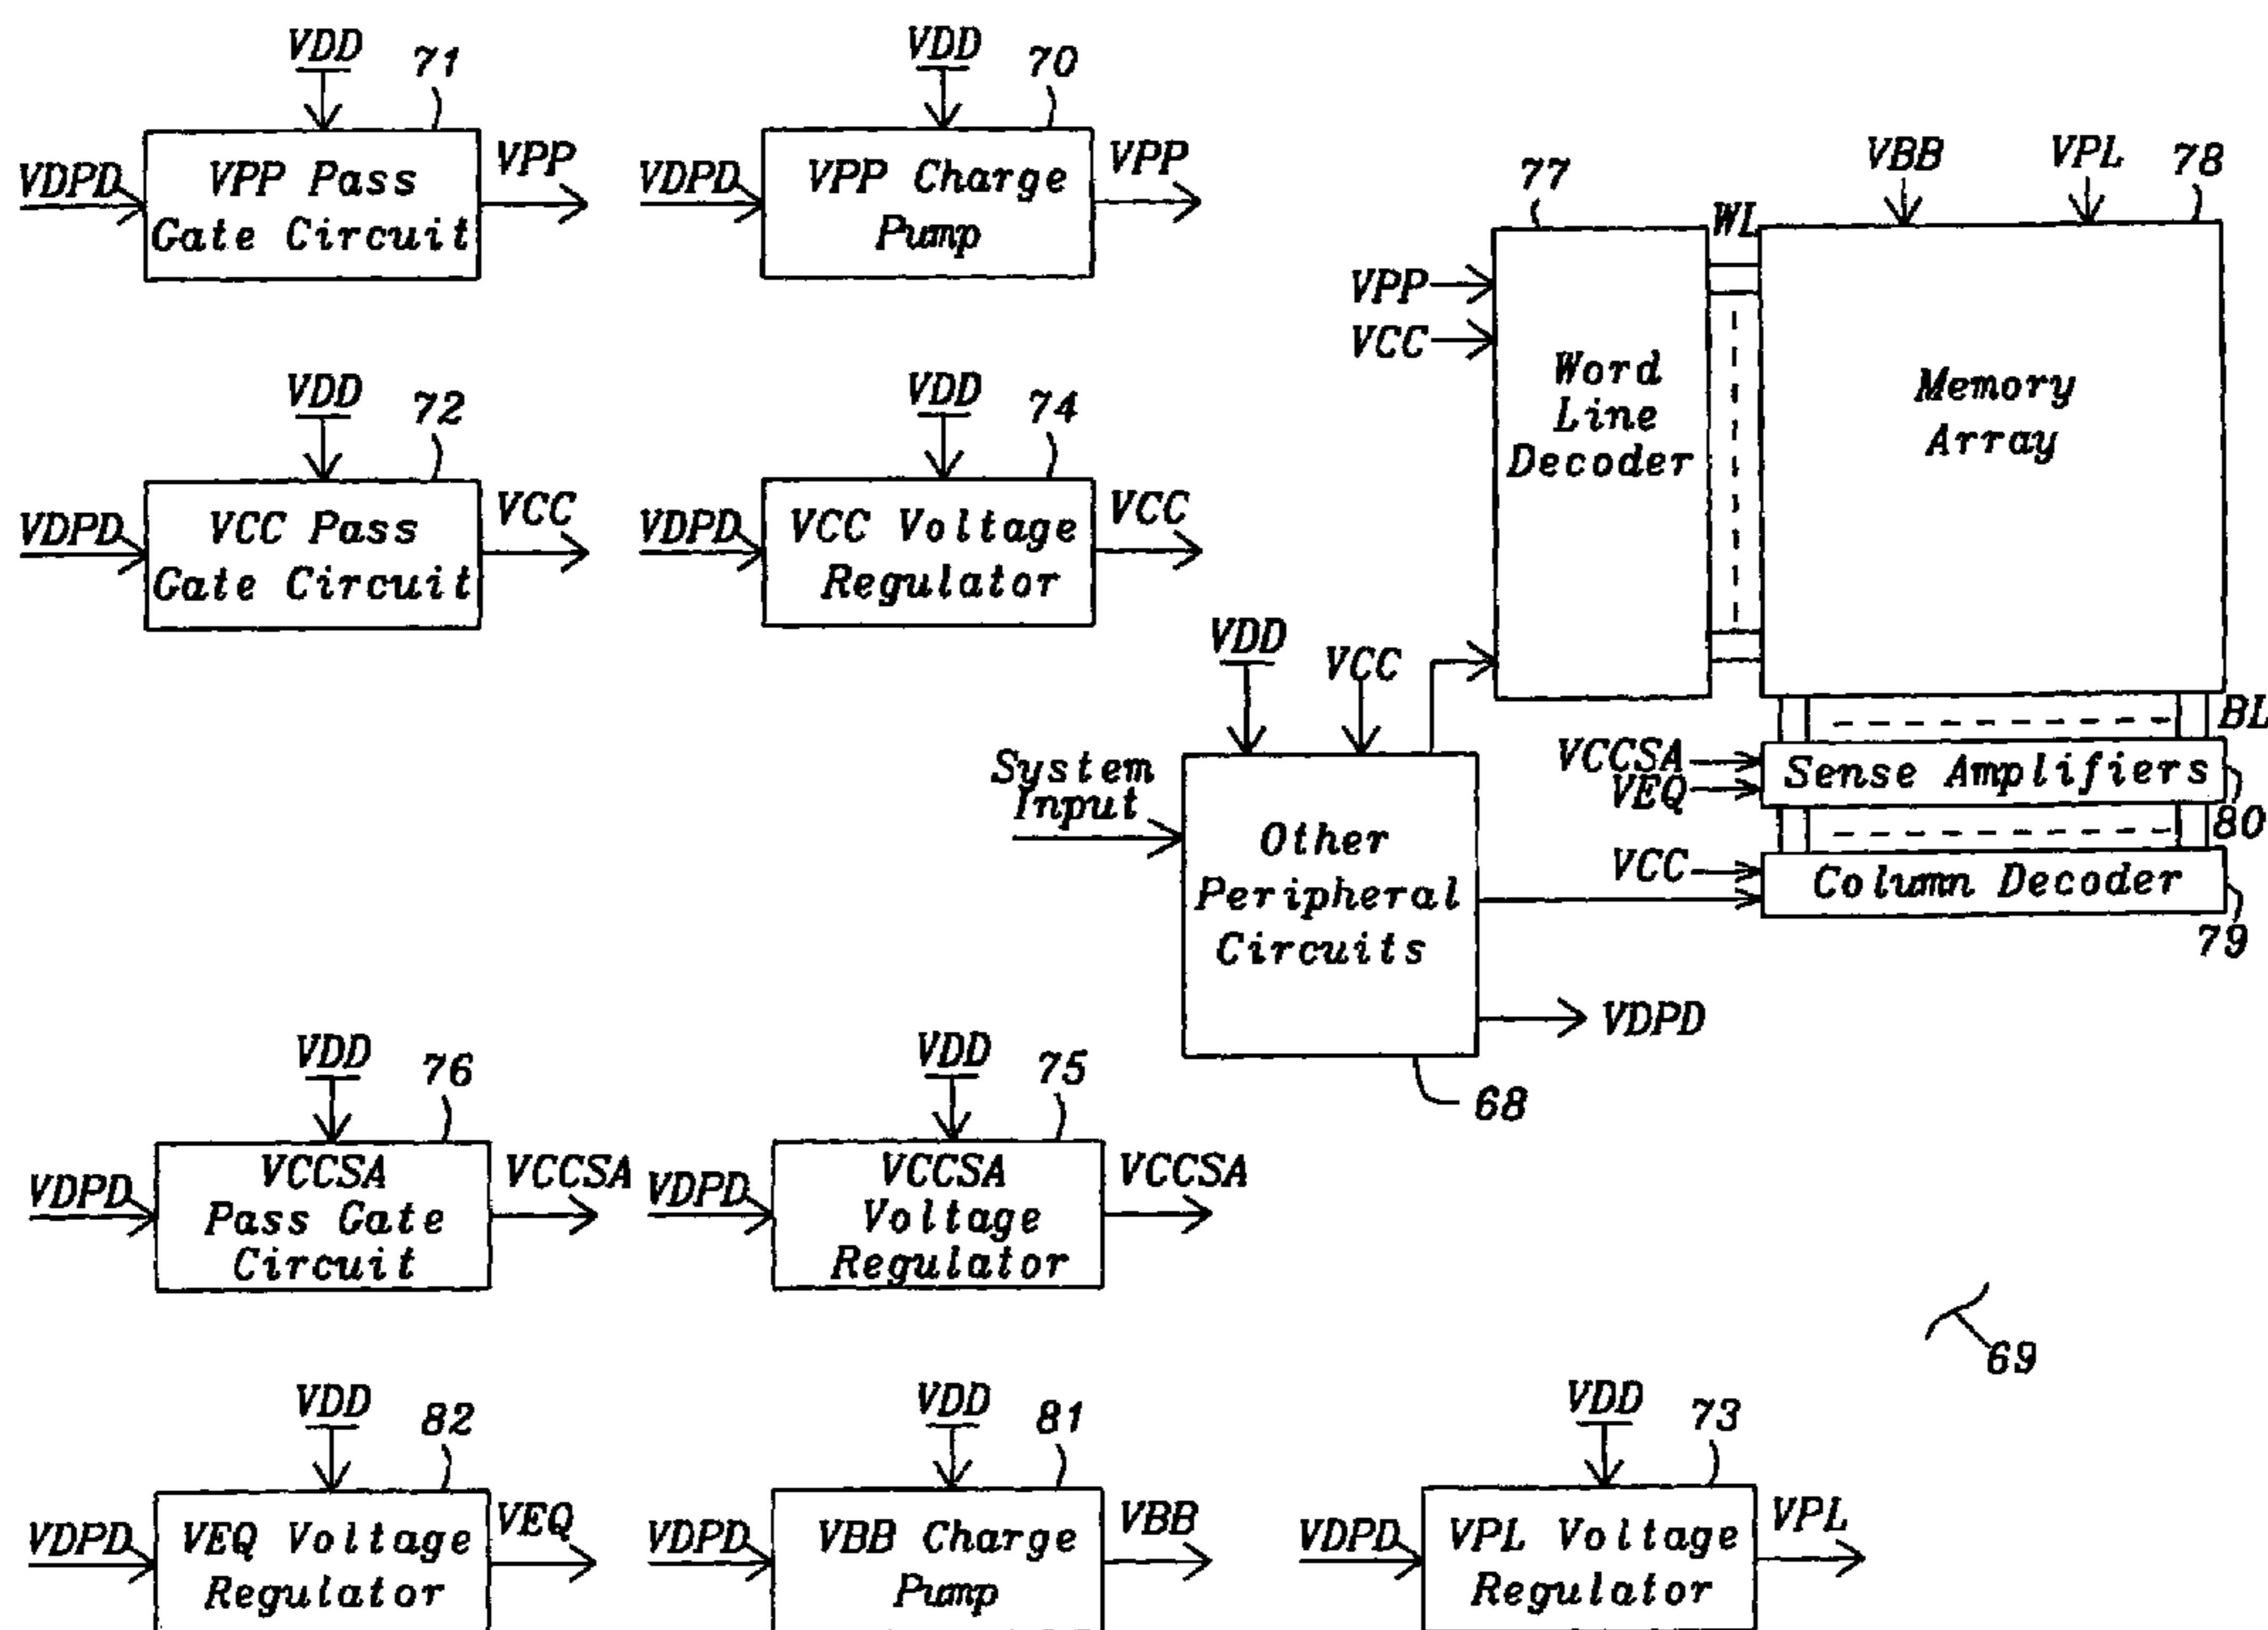 VDD
71
VDPD
VPP Pass
Gate Circuit
VPP
VDD
70
VDPD
VPP Charge
Pump
VPP
VDD
72
VDPD
VCC Pass
Gate Circuit
VCC
VDD
74
VDPD
VCC Voltage
Regulator
VCC
77
VPP
VCC
Word
Line
Decoder
WL
VBB
VPL
78
Memory
Array
BL
VDD
VCC
System
Input
Other
Peripheral
Circuits
VDPD
68
VCCSA
VEQ
Sense Amplifiers
80
VCC
Column Decoder
79
VDD
76
VDPD
VCCSA
Pass Gate
Circuit
VCCSA
VDD
75
VDPD
VCCSA
Voltage
Regulator
VCCSA
69
VDD
82
VDPD
VEQ Voltage
Regulator
VEQ
VDD
81
VDPD
VBB Charge
Pump
VBB
VDD
73
VDPD
VPL Voltage
Regulator
VPL